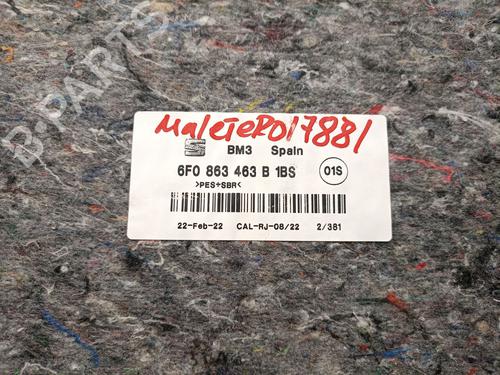 B-PARTS
MaleTERO17881
BM3 Spain
6F0 863 463 B 1BS
01S
>PES+SBR<
22-Feb-22 CAL-RJ-08/22 2/381